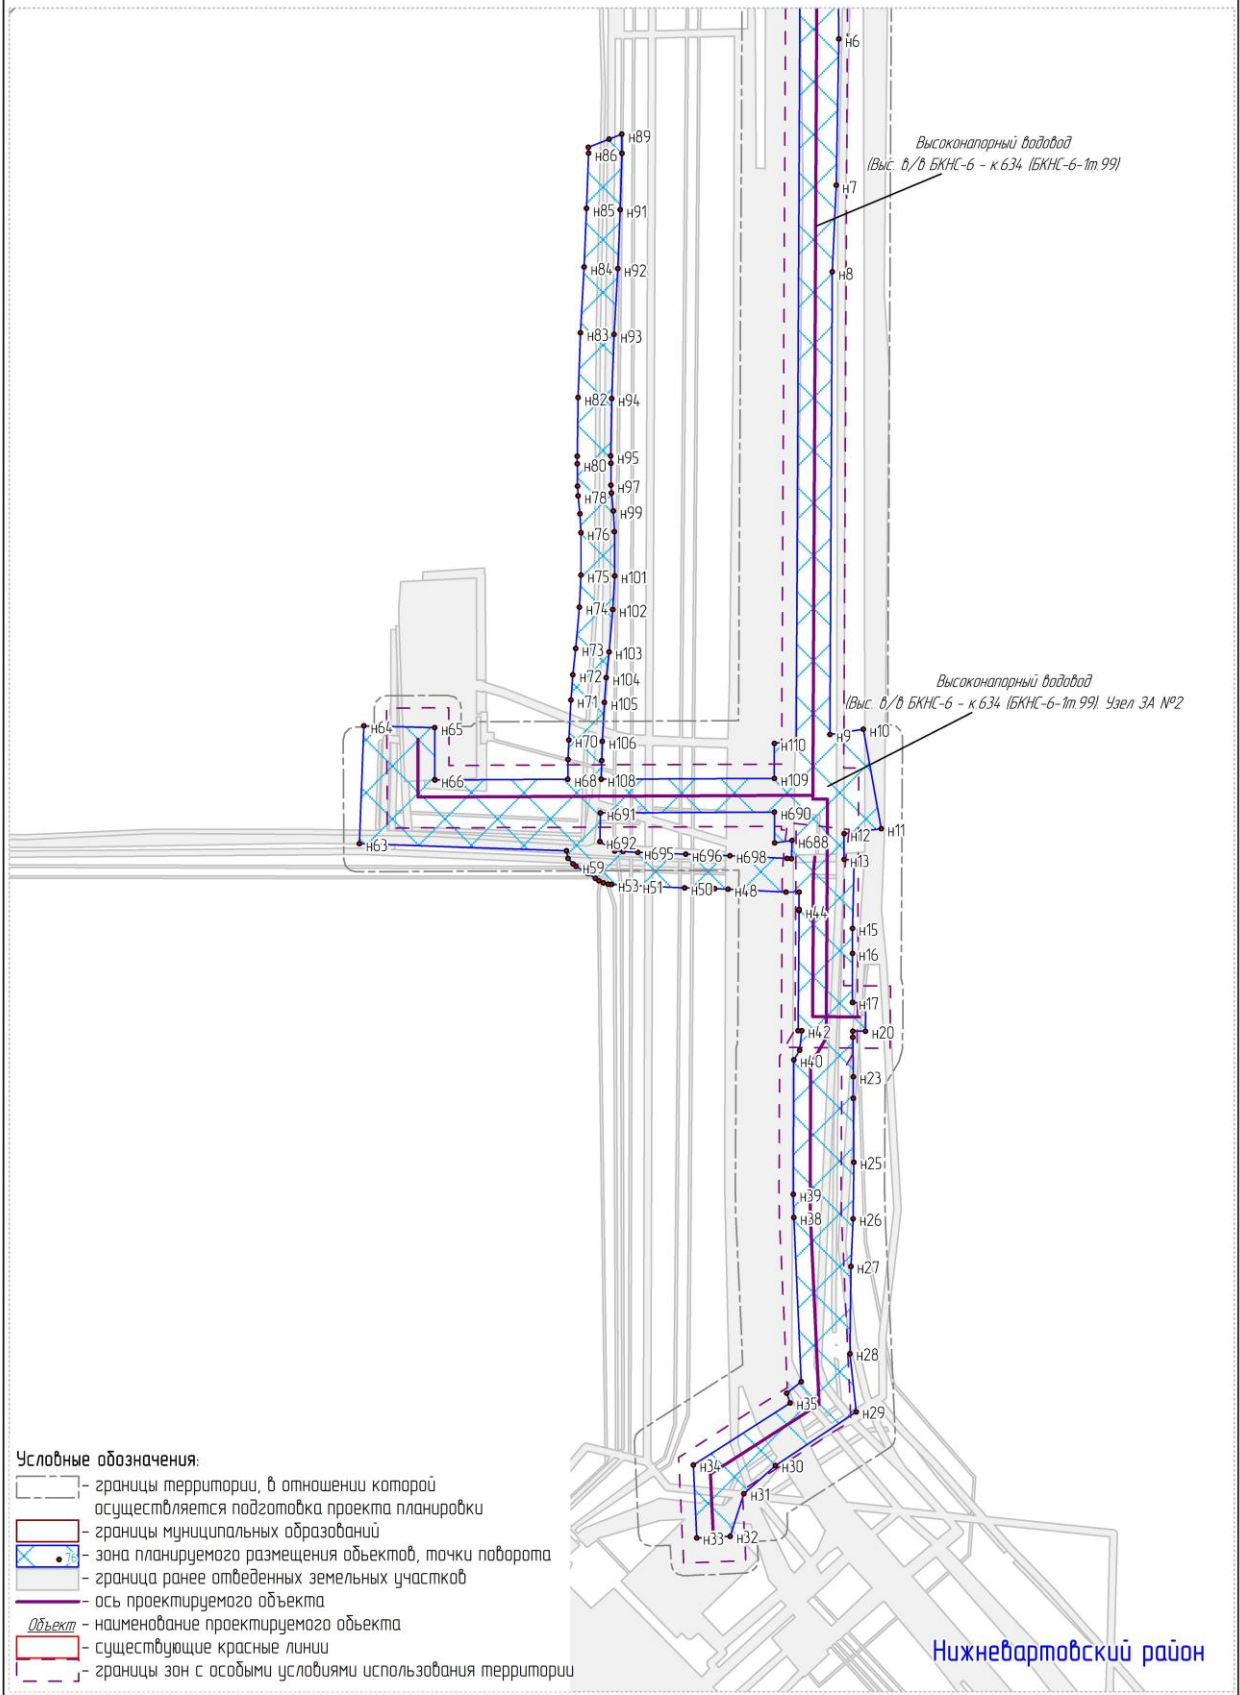 н6
Высоконапорный водовод
(Выс. в/в БКНС-6 - к.634 (БКНС-6-1т.99)
н89
н86
н7
н85
н91
н84
н92
н8
н83
н93
н82
н94
н95
н80
н97
н78
н99
н76
н75
н101
н74
н102
н73
н103
н72
н104
Высоконапорный водовод
(Выс. в/в БКНС-6 - к.634 (БКНС-6-1т.99). Узел ЗА №2
н71
н105
н64
н65
н9
н10
н70
н106
н110
н66
н68
н108
н109
н691
н690
н11
н12
н63
н692
н688
н695
н696
н698
н13
н59
н53
н51
н50
н48
н44
н15
н16
н17
н42
н20
н40
н23
н25
н39
н38
н26
н27
н28
н35
н29
н34
н30
н31
н33
н32
Условные обозначения:
- границы территории, в отношении которой
осуществляется подготовка проекта планировки
- границы муниципальных образований
76 - зона планируемого размещения объектов, точки поворота
- граница ранее отведенных земельных участков
- ось проектируемого объекта
Объект - наименование проектируемого объекта
- существующие красные линии
- границы зон с особыми условиями использования территории
Нижневартовский район